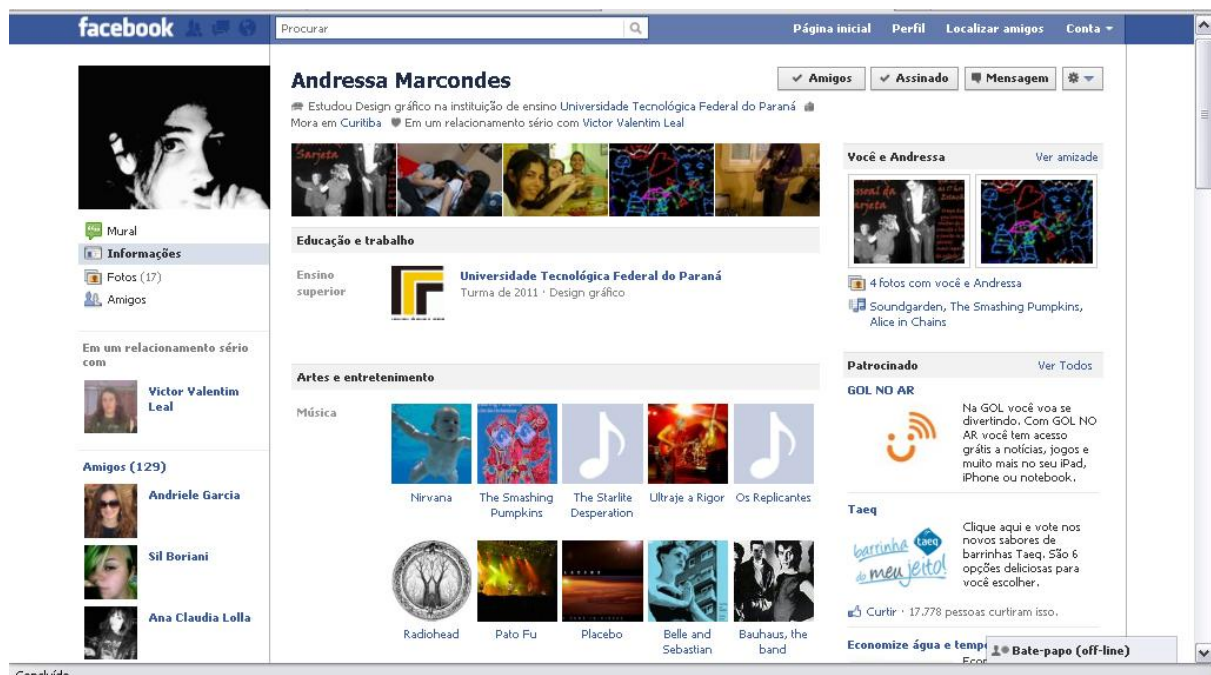 facebook
Procurar
Página inicial Perfil Localizar amigos Conta
Andressa Marcondes
Amigos
Assinado
Mensagem
Estudou Design gráfico na instituição de ensino Universidade Tecnológica Federal do Paraná
Mora em Curitiba Em um relacionamento sério com Victor Valentim Leal
Mural
Informações
Fotos (17)
Amigos
Em um relacionamento sério
com
Victor Valentim
Leal
Amigos (129)
Andriele Garcia
Sil Boriani
Ana Claudia Lolla
Sarjeta
Educação e trabalho
Ensino
superior
Universidade Tecnológica Federal do Paraná
Turma de 2011 · Design gráfico
Artes e entretenimento
Música
Nirvana
The Smashing
Pumpkins
The Starlite
Desperation
Ultraje a Rigor
Os Replicantes
Radiohead
Pato Fu
Placebo
Belle and
Sebastian
Bauhaus, the
band
Você e Andressa
Ver amizade
4 fotos com você e Andressa
Soundgarden, The Smashing Pumpkins,
Alice in Chains
Patrocinado
Ver Todos
GOL NO AR
Na GOL você voa se
divertindo. Com GOL NO
AR você tem acesso
grátis a notícias, jogos e
muito mais no seu iPad,
iPhone ou notebook.
Taeq
barrinha taeq
do meu jeito!
Clique aqui e vote nos
novos sabores de
barrinhas Taeq. São 6
opções deliciosas para
você escolher.
Curtir · 17.778 pessoas curtiram isso.
Economize água e temp
Bate-papo (off-line)